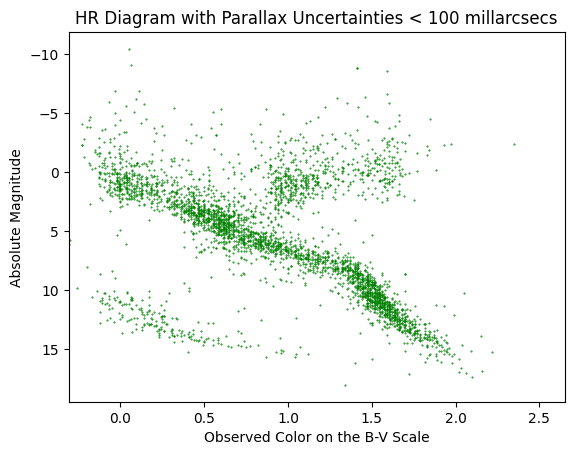 HR Diagram with Parallax Uncertainties < 100 millarcsecs
−10
−5
0
5
10
15
Absolute Magnitude
0.0 0.5 1.0 1.5 2.0 2.5
Observed Color on the B-V Scale